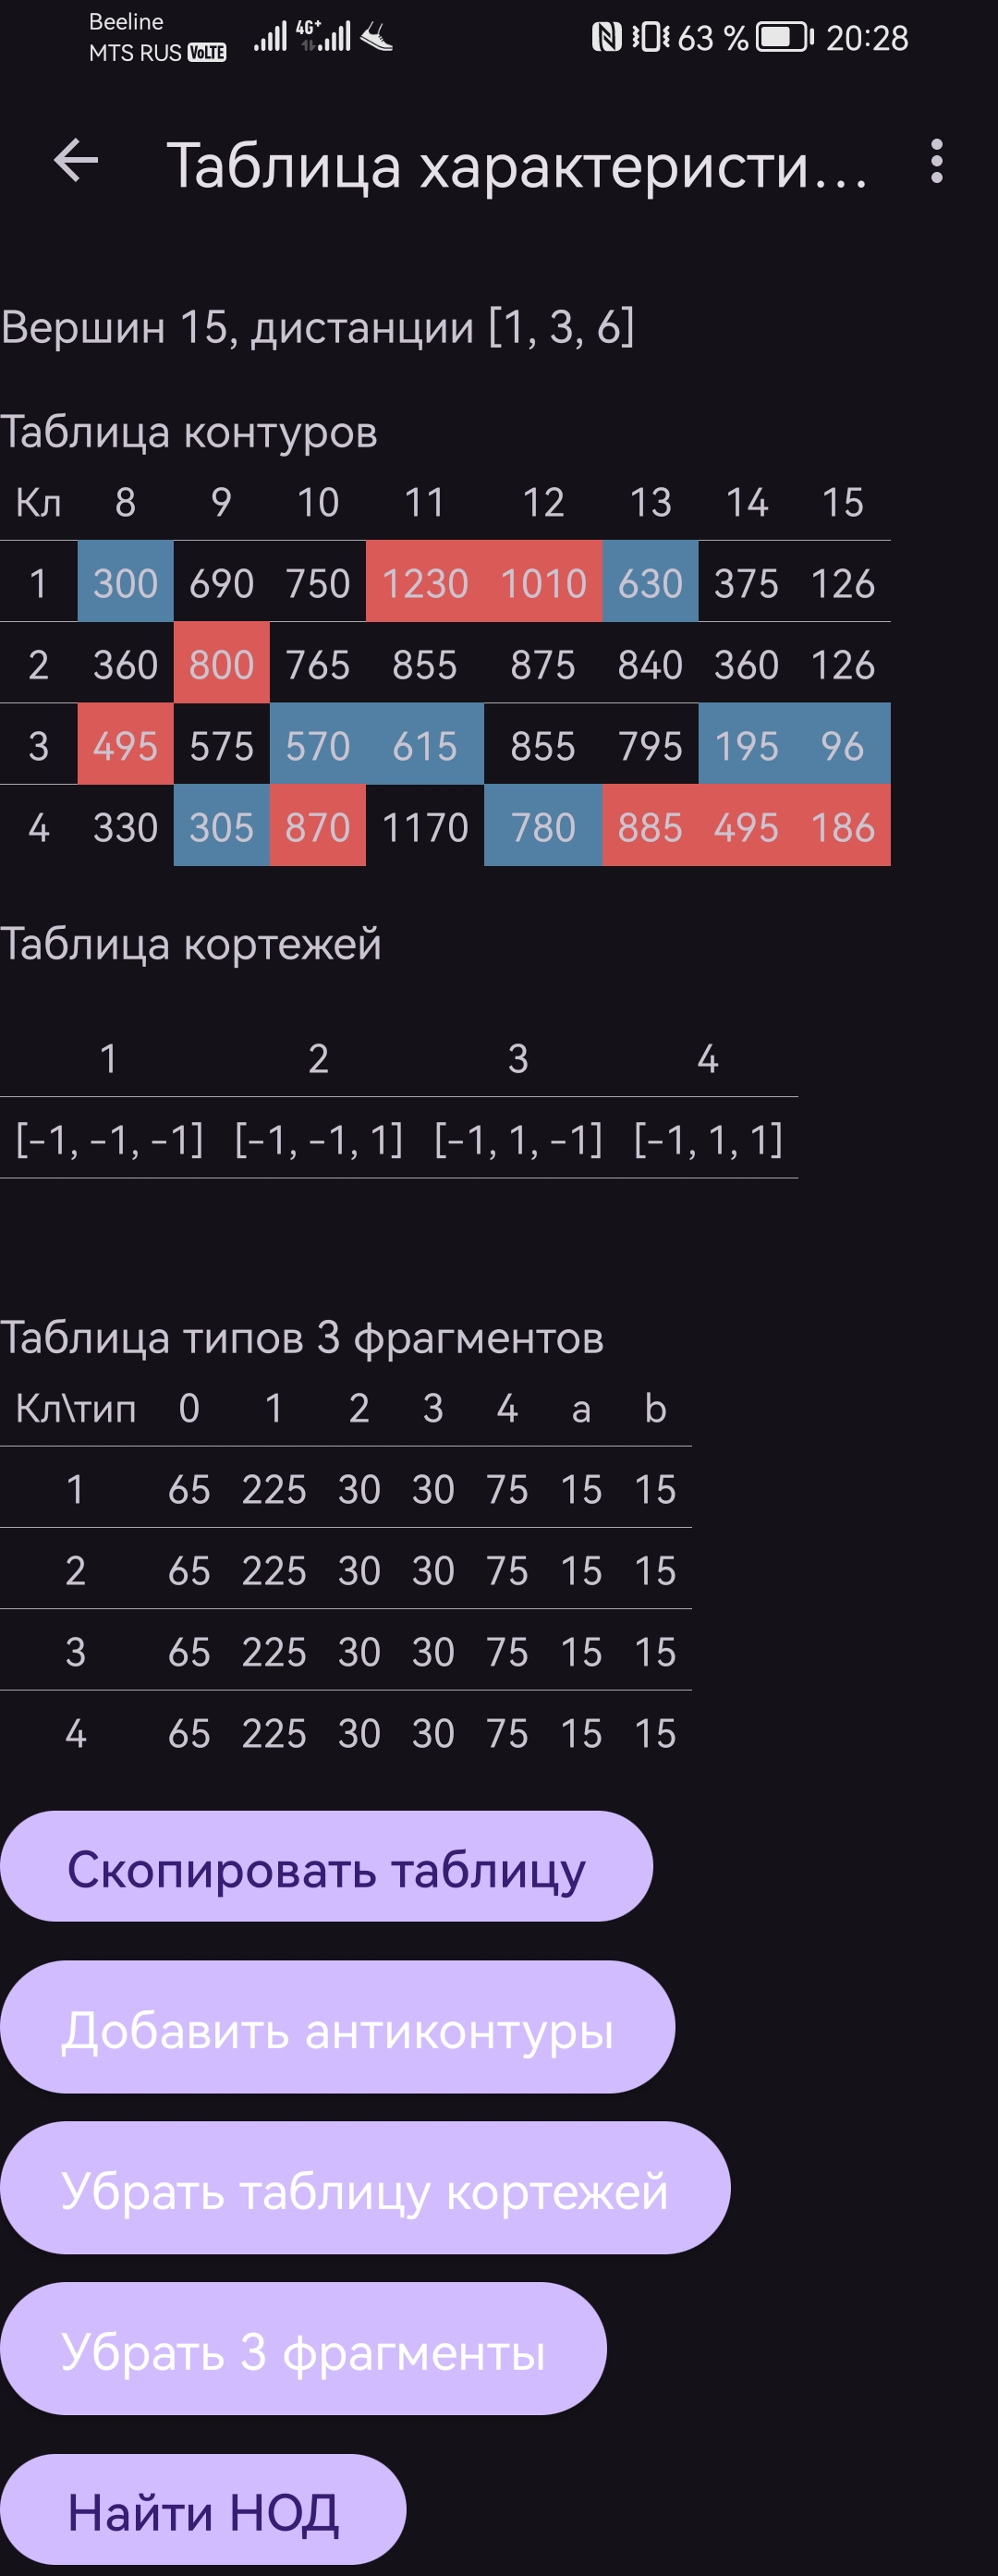 Beeline
MTS RUS VoLTE 4G+ 63 % 20:28
Таблица характеристи...
Вершин 15, дистанции [1, 3, 6]
Таблица контуров
Кл 8 9 10 11 12 13 14 15
1 300 690 750 1230 1010 630 375 126
2 360 800 765 855 875 840 360 126
3 495 575 570 615 855 795 195 96
4 330 305 870 1170 780 885 495 186
Таблица кортежей
1 2 3 4
[-1, -1, -1] [-1, -1, 1] [-1, 1, -1] [-1, 1, 1]
Таблица типов 3 фрагментов
Кл\тип 0 1 2 3 4 a b
1 65 225 30 30 75 15 15
2 65 225 30 30 75 15 15
3 65 225 30 30 75 15 15
4 65 225 30 30 75 15 15
Скопировать таблицу
Добавить антиконтуры
Убрать таблицу кортежей
Убрать 3 фрагменты
Найти НОД